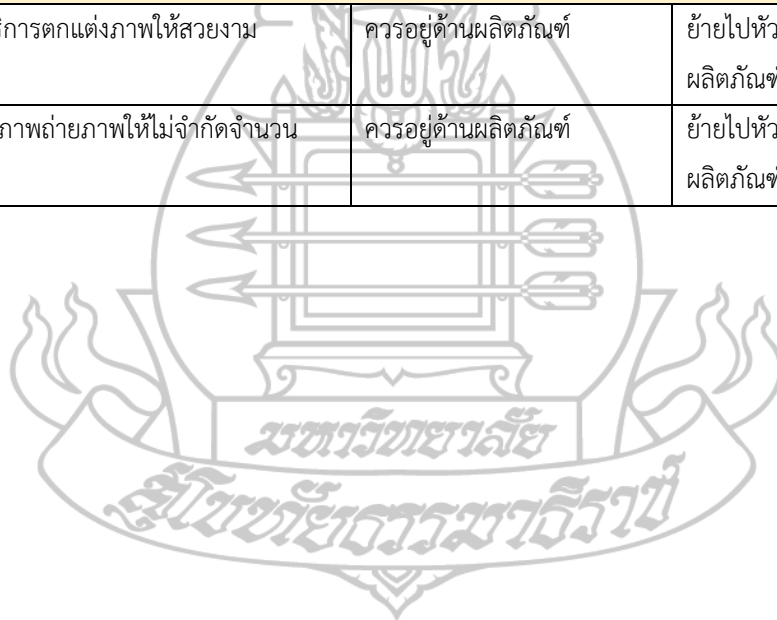 การตกแต่งภาพให้สวยงาม ควรอยู่ด้านผลิตภัณฑ์ ย้ายไปหัว
ผลิตภัณฑ์
ภาพถ่ายภาพให้ไม่จำกัดจำนวน ควรอยู่ด้านผลิตภัณฑ์ ย้ายไปหัว
ผลิตภัณฑ์
มหาวิทยาลัย
สุโขทัยธรรมาธิราช